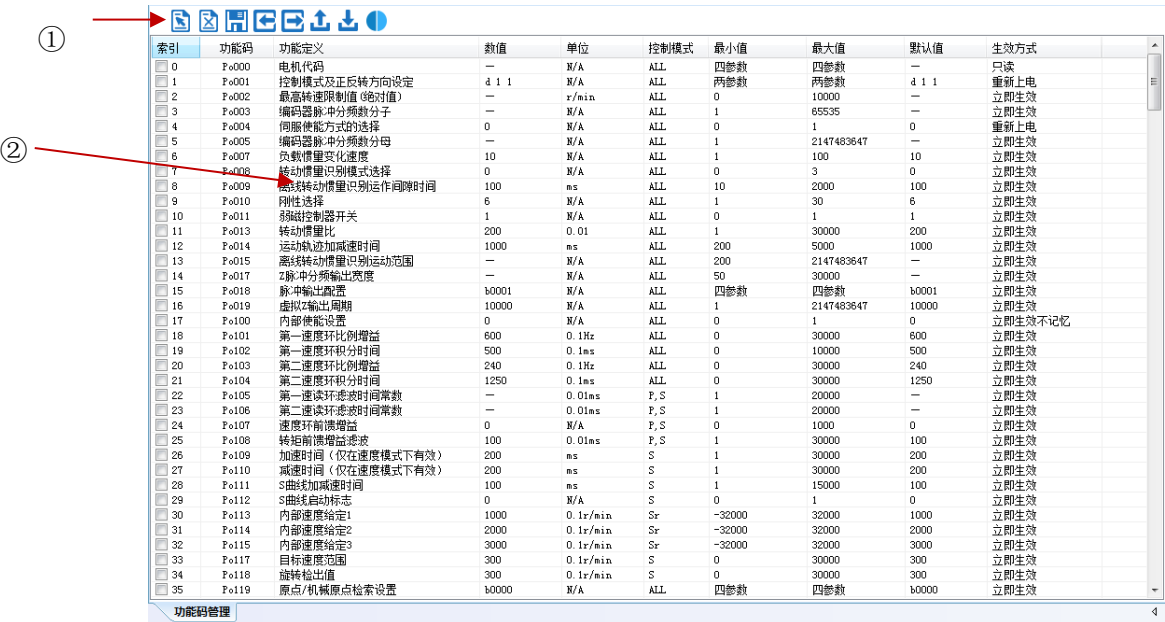 ①
②
索引 功能码 功能定义 数值 单位 控制模式 最小值 最大值 默认值 生效方式
0 Po000 电机代码 — N/A ALL 四参数 四参数 — 只读
1 Po001 控制模式及正反转方向设定 d 1 1 N/A ALL 两参数 两参数 d 1 1 重新上电
2 Po002 最高转速限制值(绝对值) — r/min ALL 0 10000 — 立即生效
3 Po003 编码器脉冲分频数分子 — N/A ALL 1 65535 — 立即生效
4 Po004 伺服使能方式的选择 0 N/A ALL 0 1 0 重新上电
5 Po005 编码器脉冲分频数分母 — N/A ALL 1 2147483647 — 立即生效
6 Po007 负载惯量变化速度 10 N/A ALL 1 100 10 立即生效
7 Po008 转动惯量识别模式选择 0 N/A ALL 0 3 0 立即生效
8 Po009 离线转动惯量识别运作间隙时间 100 ms ALL 10 2000 100 立即生效
9 Po010 刚性选择 6 N/A ALL 1 30 6 立即生效
10 Po011 弱磁控制器开关 1 N/A ALL 0 1 1 立即生效
11 Po013 转动惯量比 200 0.01 ALL 1 30000 200 立即生效
12 Po014 运动轨迹加减速时间 1000 ms ALL 200 5000 1000 立即生效
13 Po015 离线转动惯量识别运动范围 — N/A ALL 200 2147483647 — 立即生效
14 Po017 Z脉冲分频输出宽度 — N/A ALL 50 30000 — 立即生效
15 Po018 脉冲输出配置 b0001 N/A ALL 四参数 四参数 b0001 立即生效
16 Po019 虚拟Z输出周期 10000 N/A ALL 1 2147483647 10000 立即生效
17 Po100 内部使能设置 0 N/A ALL 0 1 0 立即生效不记忆
18 Po101 第一速度环比例增益 600 0.1Hz ALL 0 30000 600 立即生效
19 Po102 第一速度环积分时间 500 0.1ms ALL 0 10000 500 立即生效
20 Po103 第二速度环比例增益 240 0.1Hz ALL 0 30000 240 立即生效
21 Po104 第二速度环积分时间 1250 0.1ms ALL 0 30000 1250 立即生效
22 Po105 第一速读环滤波时间常数 — 0.01ms P,S 1 20000 — 立即生效
23 Po106 第二速读环滤波时间常数 — 0.01ms P,S 1 20000 — 立即生效
24 Po107 速度环前馈增益 0 N/A P,S 0 1000 0 立即生效
25 Po108 转矩前馈增益滤波 100 0.01ms P,S 1 30000 100 立即生效
26 Po109 加速时间（仅在速度模式下有效） 200 ms S 1 30000 200 立即生效
27 Po110 减速时间（仅在速度模式下有效） 200 ms S 1 30000 200 立即生效
28 Po111 S曲线加减速时间 100 ms S 1 15000 100 立即生效
29 Po112 S曲线启动标志 0 N/A S 0 1 0 立即生效
30 Po113 内部速度给定1 1000 0.1r/min Sr -32000 32000 1000 立即生效
31 Po114 内部速度给定2 2000 0.1r/min Sr -32000 32000 2000 立即生效
32 Po115 内部速度给定3 3000 0.1r/min Sr -32000 32000 3000 立即生效
33 Po117 目标速度范围 300 0.1r/min S 0 30000 300 立即生效
34 Po118 旋转检出值 300 0.1r/min S 0 30000 300 立即生效
35 Po119 原点/机械原点检索设置 b0000 N/A ALL 四参数 四参数 b0000 立即生效
功能码管理